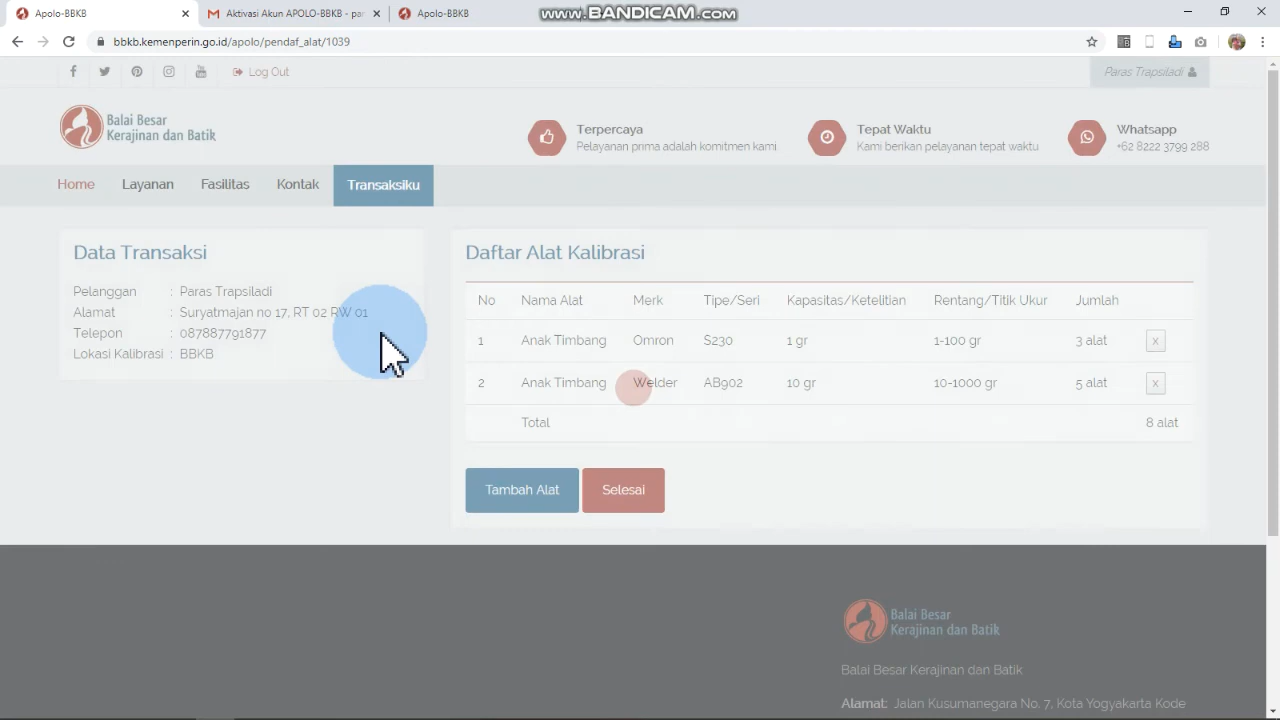 Apolo-BBKB
Aktivasi Akun APOLO-BBKB - par
Apolo-BBKB
www.BANDICAM.com
bbkb.kemenperin.go.id/apolo/pendaf_alat/1039
Log Out
Paras Trapsiladi
Balai Besar
Kerajinan dan Batik
Terpercaya
Pelayanan prima adalah komitmen kami
Tepat Waktu
Kami berikan pelayanan tepat waktu
Whatsapp
+62 8222 3799 288
Home Layanan Fasilitas Kontak Transaksiku
Data Transaksi
Pelanggan : Paras Trapsiladi
Alamat : Suryatmajan no 17, RT 02 RW 01
Telepon : 087887791877
Lokasi Kalibrasi : BBKB
Daftar Alat Kalibrasi
No Nama Alat Merk Tipe/Seri Kapasitas/Ketelitian Rentang/Titik Ukur Jumlah
1 Anak Timbang Omron S230 1 gr 1-100 gr 3 alat x
2 Anak Timbang Welder AB902 10 gr 10-1000 gr 5 alat x
Total 8 alat
Tambah Alat Selesai
Balai Besar
Kerajinan dan Batik
Balai Besar Kerajinan dan Batik
Alamat: Jalan Kusumanegara No. 7, Kota Yogyakarta Kode